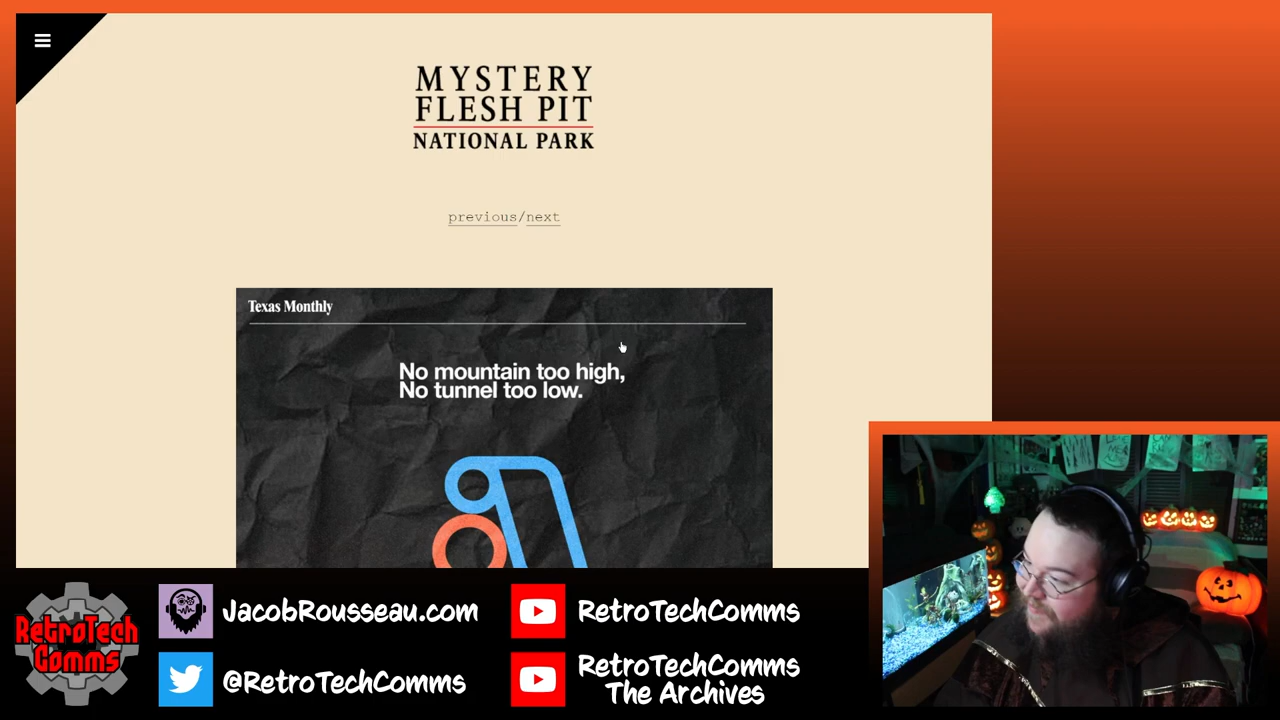 MYSTERY
FLESH PIT
NATIONAL PARK
previous/next
Texas Monthly
No mountain too high,
No tunnel too low.
RetroTech
Comms
JacobRousseau.com
@RetroTechComms
RetroTechComms
RetroTechComms
The Archives